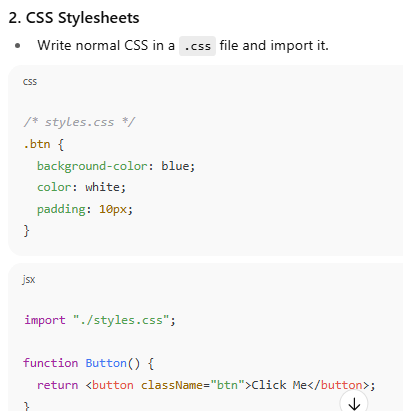 2. CSS Stylesheets
• Write normal CSS in a .css file and import it.
css
/* styles.css */
.btn {
  background-color: blue;
  color: white;
  padding: 10px;
}
jsx
import "./styles.css";
function Button() {
  return <button className="btn">Click Me</button>;
}